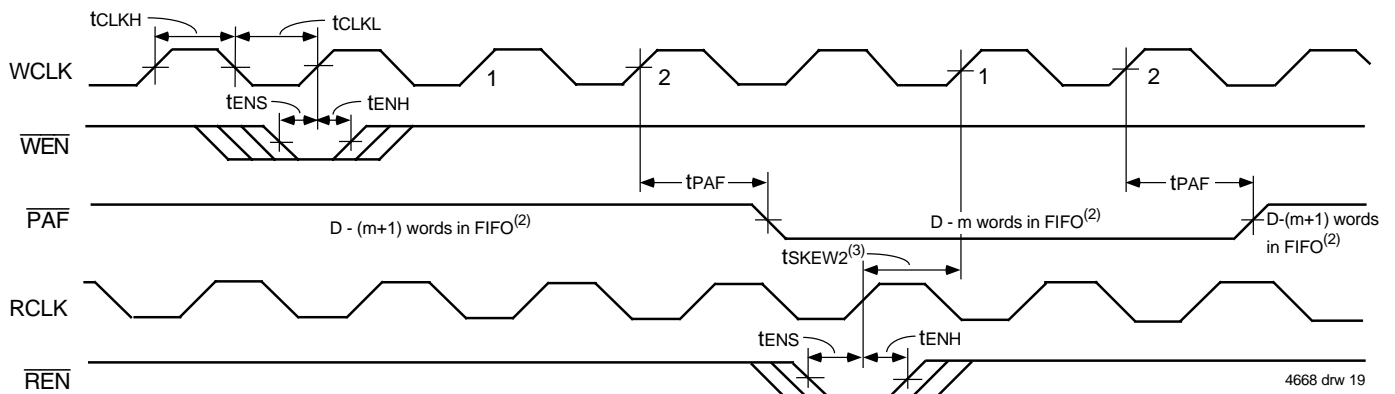 tCLKH
tCLKL
WCLK
1
2
1
2
tENS
tENH
WEN
tPAF
tPAF
PAF
D - (m+1) words in FIFO(2)
D - m words in FIFO(2)
D-(m+1) words
in FIFO(2)
tSKEW2(3)
RCLK
tENS
tENH
REN
4668 drw 19